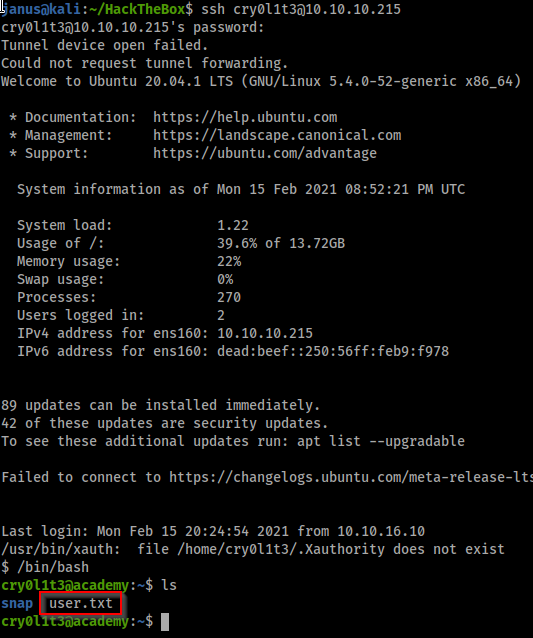 janus@kali:~/HackTheBox$ ssh cry0l1t3@10.10.10.215
cry0l1t3@10.10.10.215's password:
Tunnel device open failed.
Could not request tunnel forwarding.
Welcome to Ubuntu 20.04.1 LTS (GNU/Linux 5.4.0-52-generic x86_64)
* Documentation:  https://help.ubuntu.com
* Management:     https://landscape.canonical.com
* Support:        https://ubuntu.com/advantage
System information as of Mon 15 Feb 2021 08:52:21 PM UTC
System load:             1.22
Usage of /:              39.6% of 13.72GB
Memory usage:            22%
Swap usage:              0%
Processes:               270
Users logged in:         2
IPv4 address for ens160: 10.10.10.215
IPv6 address for ens160: dead:beef::250:56ff:feb9:f978
89 updates can be installed immediately.
42 of these updates are security updates.
To see these additional updates run: apt list --upgradable
Failed to connect to https://changelogs.ubuntu.com/meta-release-lts
Last login: Mon Feb 15 20:24:54 2021 from 10.10.16.10
/usr/bin/xauth:  file /home/cry0l1t3/.Xauthority does not exist
$ /bin/bash
cry0l1t3@academy:~$ ls
snap  user.txt
cry0l1t3@academy:~$